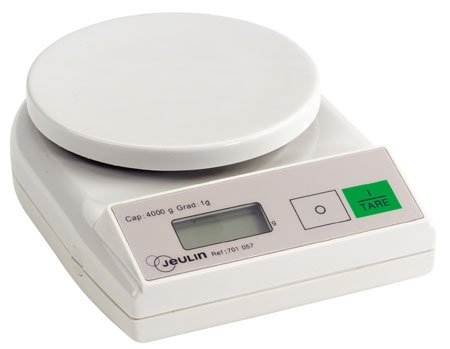 Cap: 4000 g Grad: 1g
I
TARE
g
JeULIN Ref: 701 057